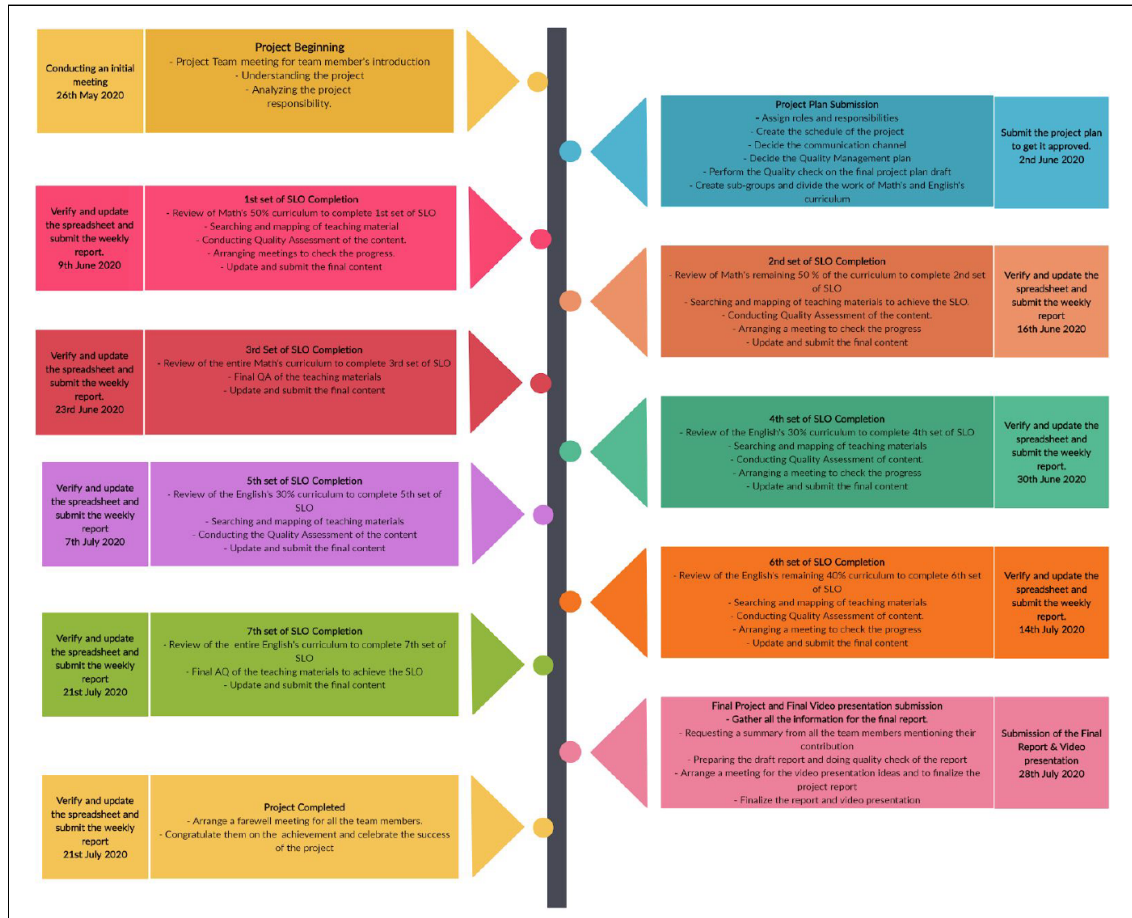 Conducting an initial
meeting
26th May 2020
Project Beginning
- Project Team meeting for team member's introduction
- Understanding the project
- Analyzing the project
responsibility.
Project Plan Submission
- Assign roles and responsibilities
- Create the schedule of the project
- Decide the communication channel
- Decide the Quality Management plan
- Perform the Quality check on the final project plan draft
- Create sub-groups and divide the work of Math's and English's
curriculum
Submit the project plan
to get it approved.
2nd June 2020
Verify and update
the spreadsheet and
submit the weekly
report.
9th June 2020
1st set of SLO Completion
- Review of Math's 50% curriculum to complete 1st set of SLO
- Searching and mapping of teaching material
- Conducting Quality Assessment of the content.
- Arranging meetings to check the progress.
- Update and submit the final content
2nd set of SLO Completion
- Review of Math's remaining 50 % of the curriculum to complete 2nd set
of SLO
- Searching and mapping of teaching materials to achieve the SLO.
- Conducting Quality Assessment of the content.
- Arranging a meeting to check the progress
- Update and submit the final content
Verify and update the
spreadsheet and
submit the weekly
report
16th June 2020
Verify and update
the spreadsheet and
submit the weekly
report.
23rd June 2020
3rd Set of SLO Completion
- Review of the entire Math's curriculum to complete 3rd set of SLO
- Final QA of the teaching materials
- Update and submit the final content
4th set of SLO Completion
- Review of the English's 30% curriculum to complete 4th set of SLO
- Searching and mapping of teaching materials
- Conducting Quality Assessment of content.
- Arranging a meeting to check the progress
- Update and submit the final content
Verify and update the
spreadsheet and
submit the weekly
report.
30th June 2020
Verify and update
the spreadsheet and
submit the weekly
report
7th July 2020
5th set of SLO Completion
- Review of the English's 30% curriculum to complete 5th set of
SLO
- Searching and mapping of teaching materials
- Conducting the Quality Assessment of the content
- Update and submit the final content
6th set of SLO Completion
- Review of the English's remaining 40% curriculum to complete 6th set
of SLO
- Searching and mapping of teaching materials
- Conducting Quality Assessment of content.
- Arranging a meeting to check the progress
- Update and submit the final content
Verify and update the
spreadsheet and
submit the weekly
report.
14th July 2020
Verify and update
the spreadsheet and
submit the weekly
report
21st July 2020
7th set of SLO Completion
- Review of the entire English's curriculum to complete 7th set of
SLO
- Final AQ of the teaching materials to achieve the SLO
- Update and submit the final content
Final Project and Final Video presentation submission
- Gather all the information for the final report.
- Requesting a summary from all the team members mentioning their
contribution
- Preparing the draft report and doing quality check of the report
- Arrange a meeting for the video presentation ideas and to finalize the
project report
- Finalize the report and video presentation
Submission of the Final
Report & Video
presentation
28th July 2020
Verify and update
the spreadsheet and
submit the weekly
report
21st July 2020
Project Completed
- Arrange a farewell meeting for all the team members.
- Congratulate them on the achievement and celebrate the success
of the project